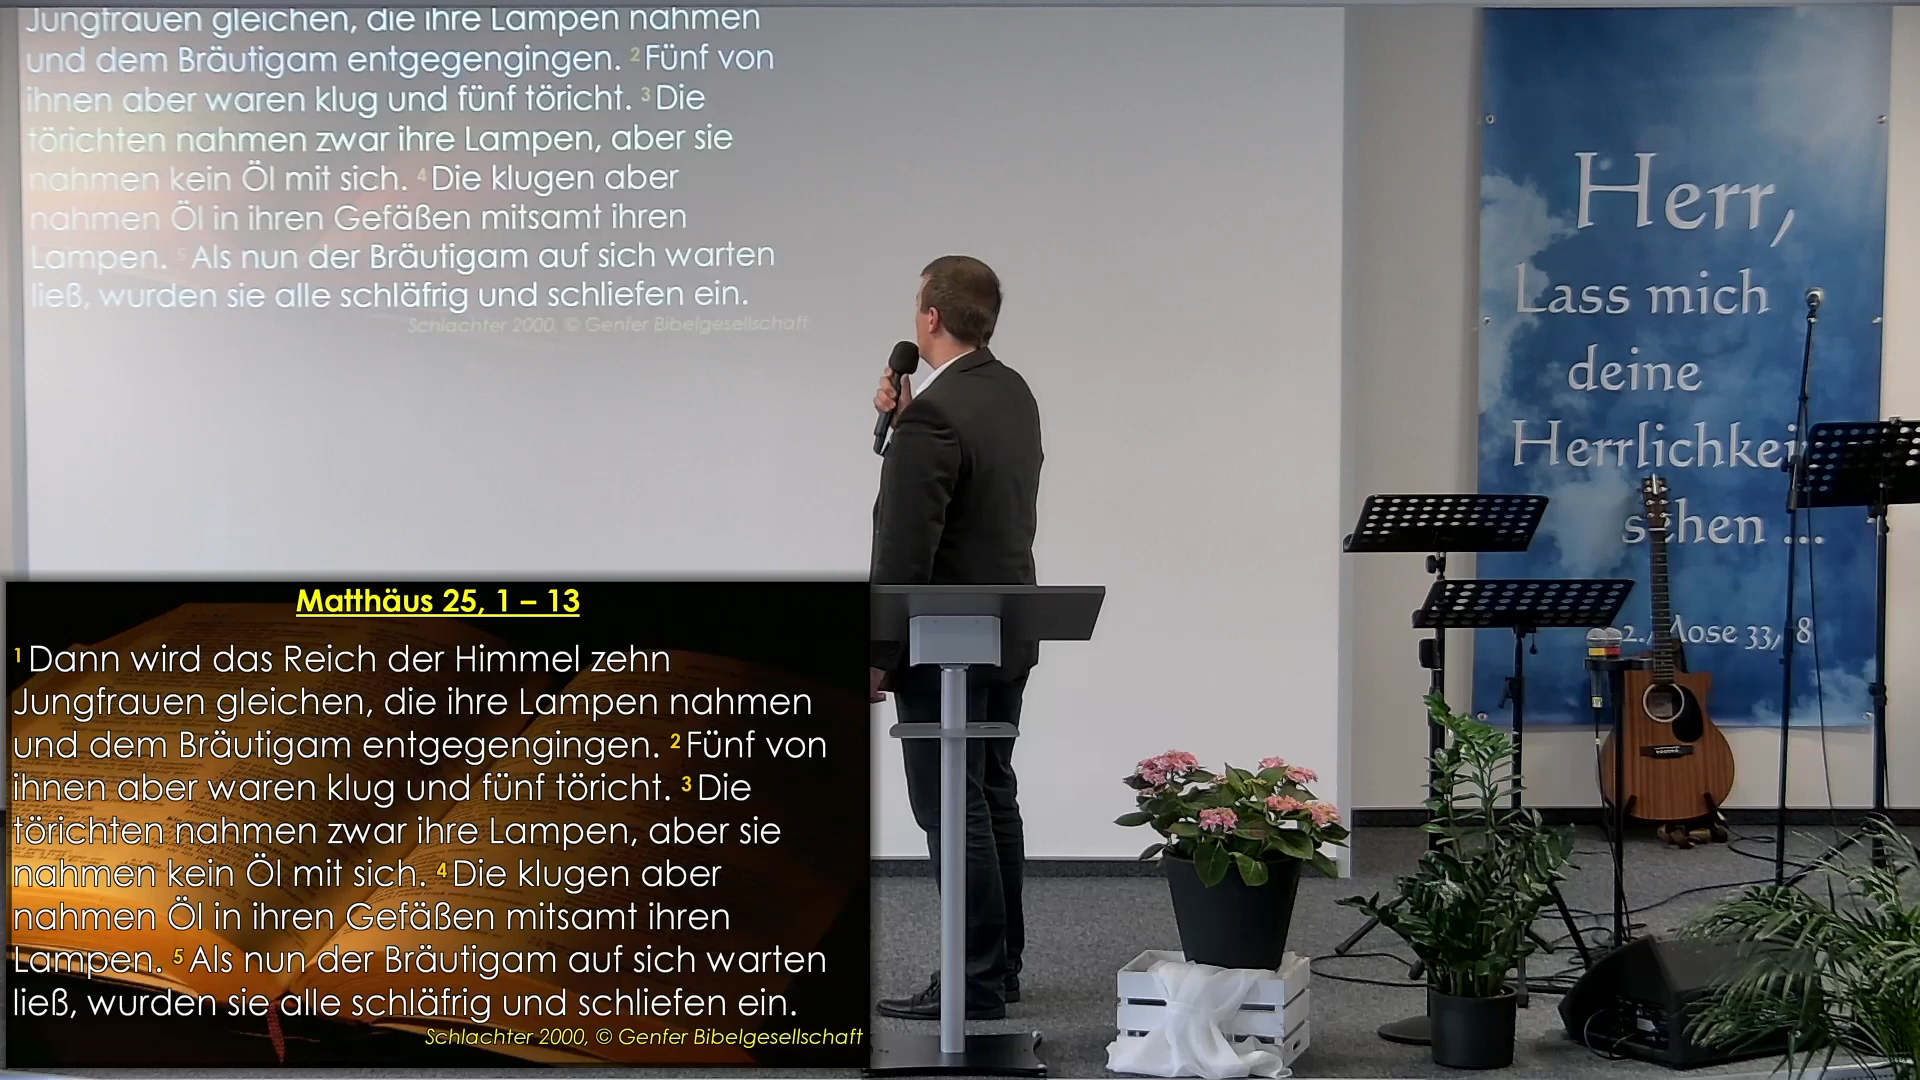 Jungfrauen gleichen, die ihre Lampen nahmen
und dem Bräutigam entgegengingen. 2 Fünf von
ihnen aber waren klug und fünf töricht. 3 Die
törichten nahmen zwar ihre Lampen, aber sie
nahmen kein Öl mit sich. 4 Die klugen aber
nahmen Öl in ihren Gefäßen mitsamt ihren
Lampen. 5 Als nun der Bräutigam auf sich warten
ließ, wurden sie alle schläfrig und schliefen ein.
Schlachter 2000, © Genfer Bibelgesellschaft
Herr,
Lass mich
deine
Herrlichkei
sehen ...
2. Mose 33, 18
Matthäus 25, 1 – 13
1 Dann wird das Reich der Himmel zehn
Jungfrauen gleichen, die ihre Lampen nahmen
und dem Bräutigam entgegengingen. 2 Fünf von
ihnen aber waren klug und fünf töricht. 3 Die
törichten nahmen zwar ihre Lampen, aber sie
nahmen kein Öl mit sich. 4 Die klugen aber
nahmen Öl in ihren Gefäßen mitsamt ihren
Lampen. 5 Als nun der Bräutigam auf sich warten
ließ, wurden sie alle schläfrig und schliefen ein.
Schlachter 2000, © Genfer Bibelgesellschaft